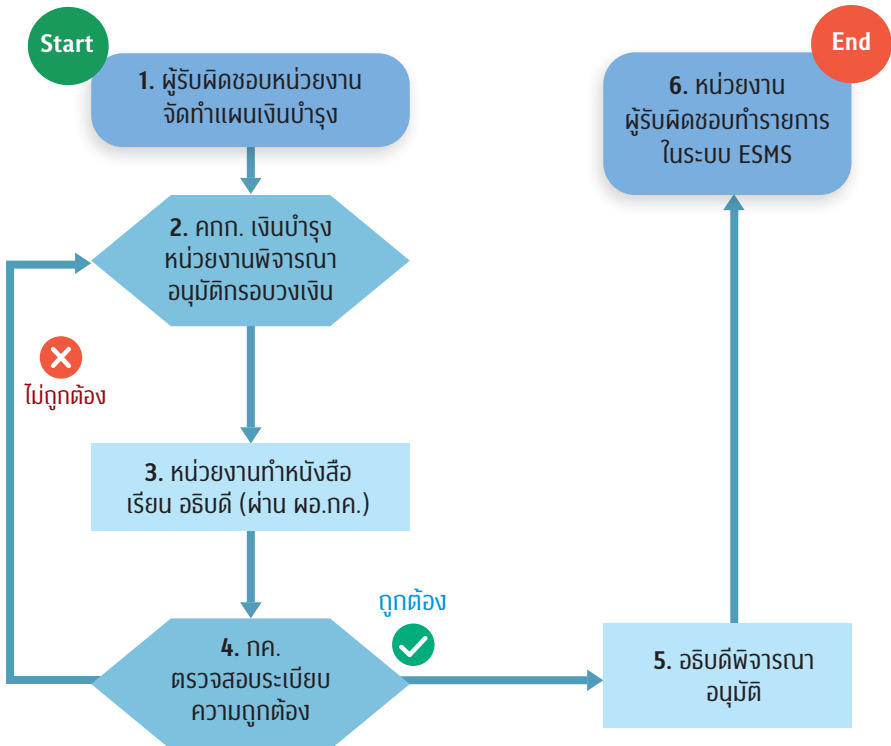 Start
1. ผู้รับผิดชอบหน่วยงาน
จัดทำแผนเงินบำรุง
2. คกก. เงินบำรุง
หน่วยงานพิจารณา
อนุมัติกรอบวงเงิน
ไม่ถูกต้อง
3. หน่วยงานทำหนังสือ
เรียน อธิบดี (ผ่าน ผอ.กค.)
4. กค.
ตรวจสอบระเบียบ
ความถูกต้อง
ถูกต้อง
5. อธิบดีพิจารณา
อนุมัติ
6. หน่วยงาน
ผู้รับผิดชอบทำรายการ
ในระบบ ESMS
End